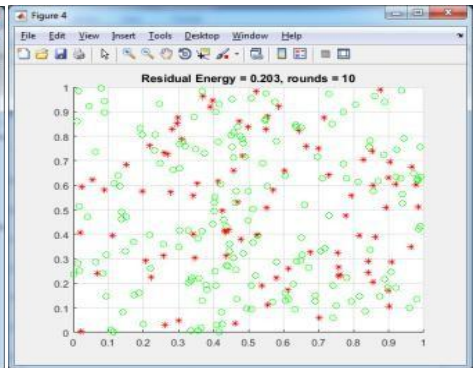 Figure 4
File Edit View Insert Tools Desktop Window Help
Residual Energy = 0.203, rounds = 10
1
0.9
0.8
0.7
0.6
0.5
0.4
0.3
0.2
0.1
0
0 0.1 0.2 0.3 0.4 0.5 0.6 0.7 0.8 0.9 1